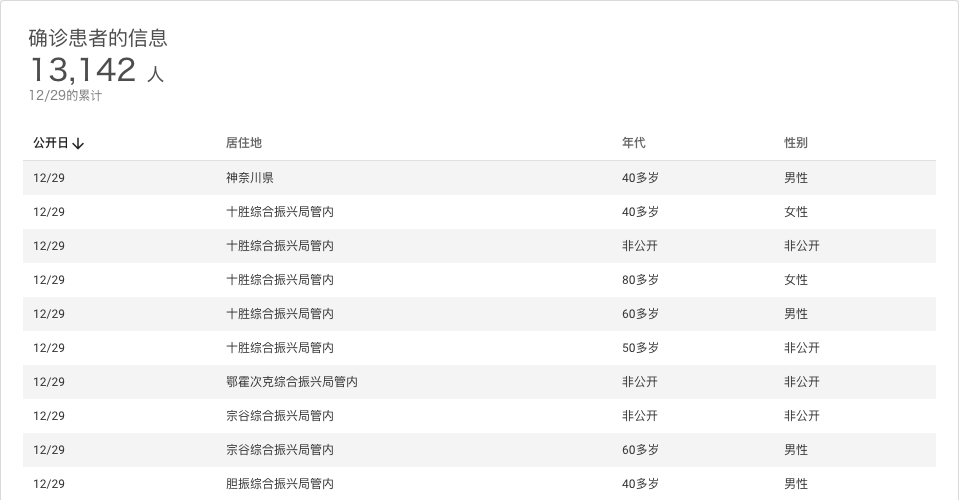 确诊患者的信息
13,142 人
12/29的累计
公开日↓ 居住地 年代 性别
12/29 神奈川県 40多岁 男性
12/29 十胜综合振兴局管内 40多岁 女性
12/29 十胜综合振兴局管内 非公开 非公开
12/29 十胜综合振兴局管内 80多岁 女性
12/29 十胜综合振兴局管内 60多岁 男性
12/29 十胜综合振兴局管内 50多岁 非公开
12/29 鄂霍次克综合振兴局管内 非公开 非公开
12/29 宗谷综合振兴局管内 非公开 非公开
12/29 宗谷综合振兴局管内 60多岁 男性
12/29 胆振综合振兴局管内 40多岁 男性